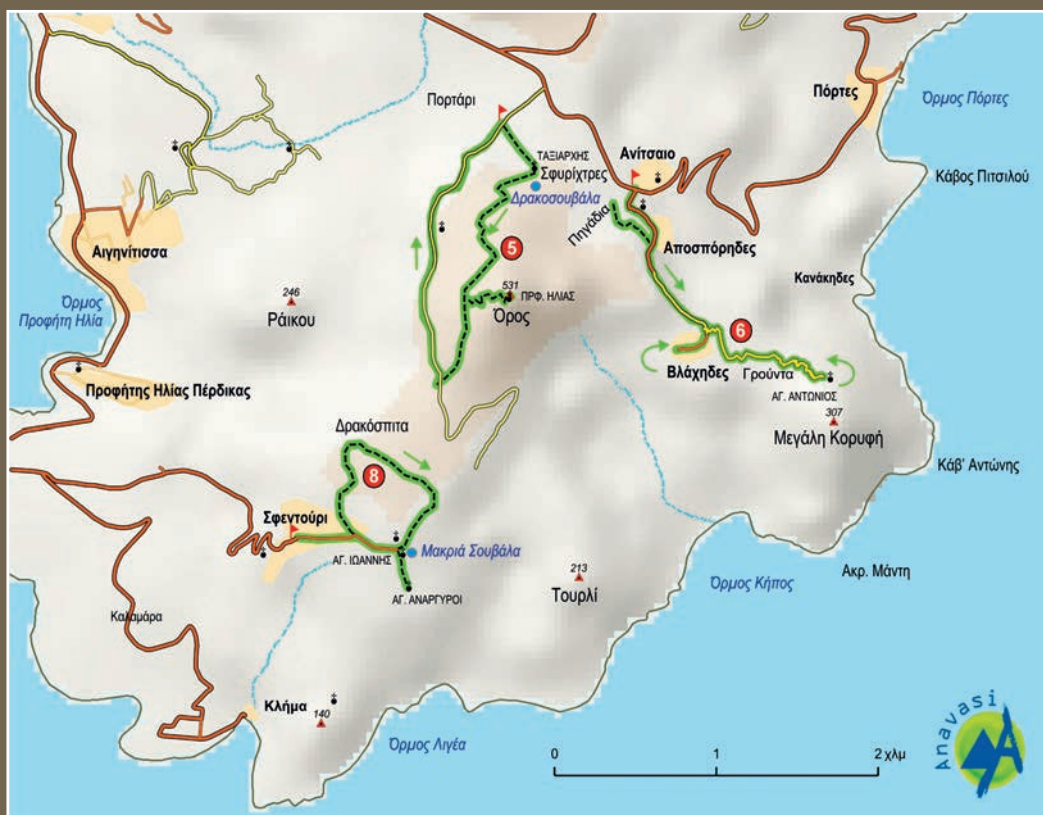 Πορτάρι
Πόρτες
Όρμος Πόρτες
ΤΑΞΙΑΡΧΗΣ
Σφυρίχτρες
Δρακοσουβάλα
Ανίτσαιο
Κάβος Πιτσιλού
Πηγάδια
Αποσπόρηδες
Αιγηνίτισσα
5
Κανάκηδες
Όρμος
Προφήτη Ηλία
246
Ράικου
531
ΠΡΦ. ΗΛΙΑΣ
Όρος
6
Βλάχηδες
Γρούντα
ΑΓ. ΑΝΤΩΝΙΟΣ
Προφήτης Ηλίας Πέρδικας
307
Μεγάλη Κορυφή
Δρακόσπιτα
Κάβ' Αντώνης
8
Σφεντούρι
ΑΓ. ΙΩΑΝΝΗΣ
Μακριά Σουβάλα
213
Τουρλί
Όρμος Κήπος
Ακρ. Μάντη
ΑΓ. ΑΝΑΡΓΥΡΟΙ
Καλαμάρα
Κλήμα
140
Όρμος Λιγέα
0 1 2 χλμ
Anavasi